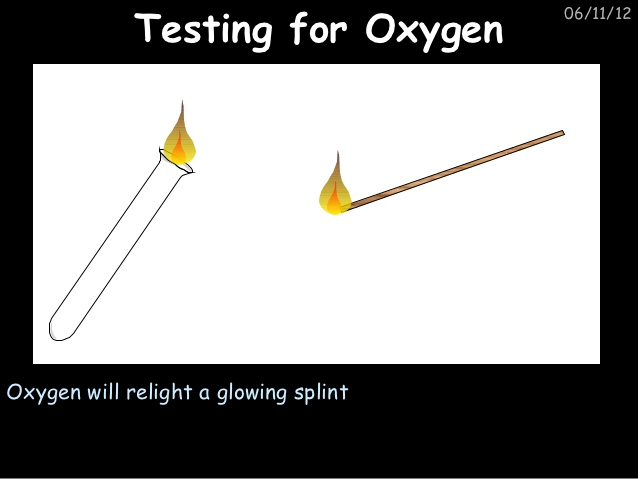 Testing for Oxygen
06/11/12
Oxygen will relight a glowing splint